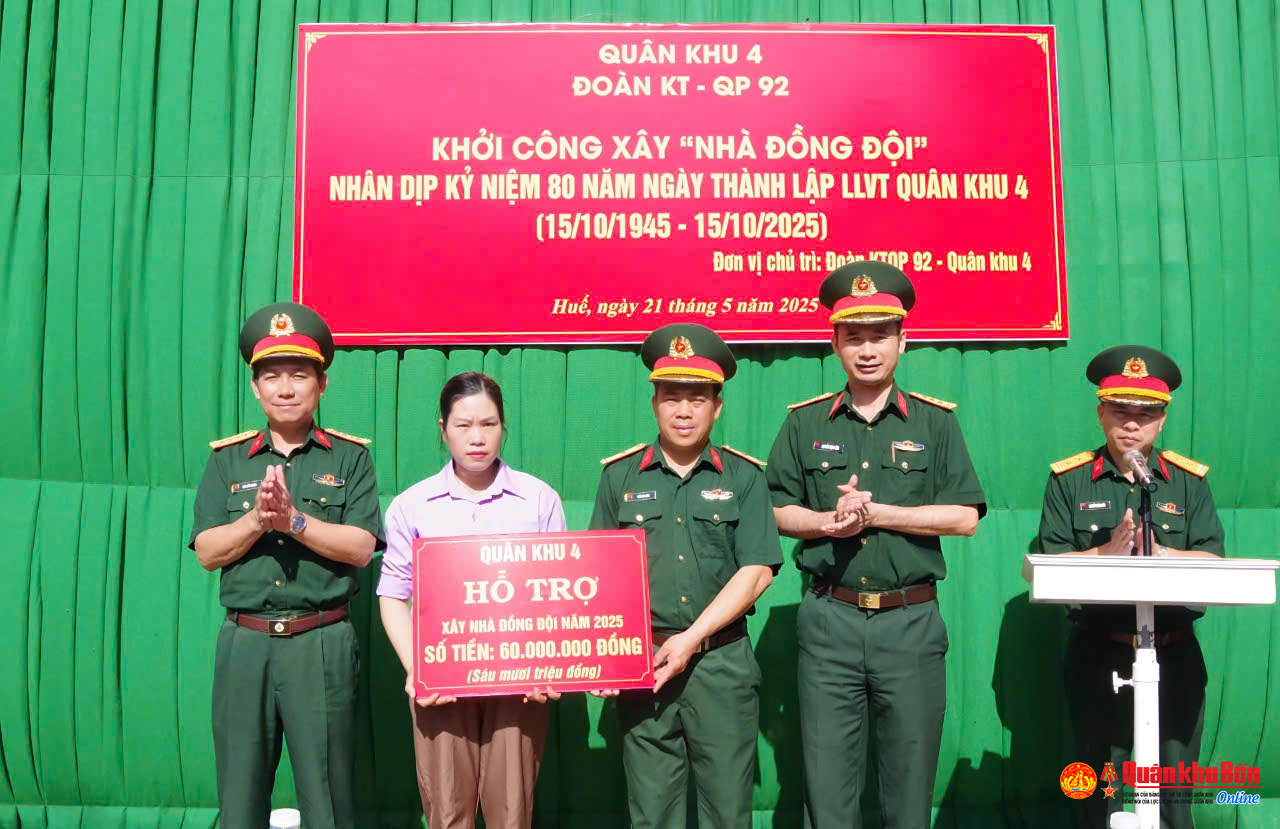 QUÂN KHU 4
ĐOÀN KT - QP 92
KHỞI CÔNG XÂY “NHÀ ĐỒNG ĐỘI”
NHÂN DỊP KỶ NIỆM 80 NĂM NGÀY THÀNH LẬP LLVT QUÂN KHU 4
(15/10/1945 - 15/10/2025)
Đơn vị chủ trì: Đoàn KTQP 92 - Quân khu 4
Huế, ngày 21 tháng 5 năm 2025
QUÂN KHU 4
HỖ TRỢ
XÂY NHÀ ĐỒNG ĐỘI NĂM 2025
SỐ TIỀN: 60.000.000 ĐỒNG
(Sáu mươi triệu đồng)
Quân khu Bốn
Online